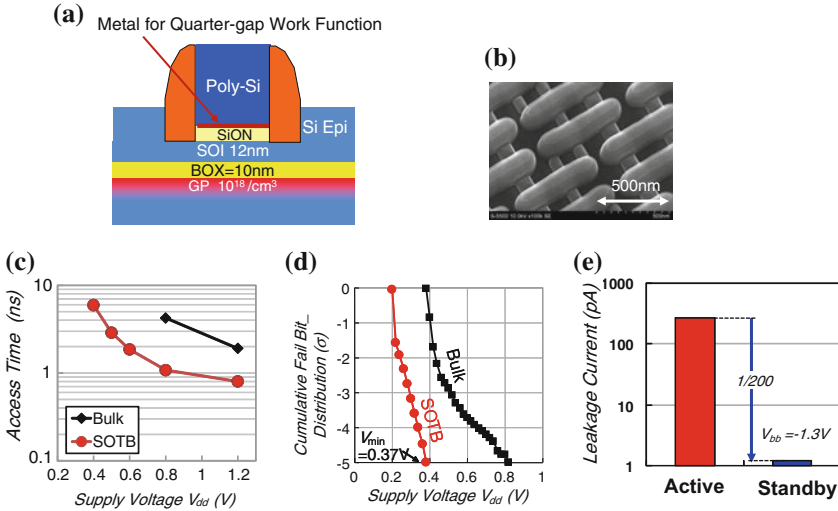 (a)
Metal for Quarter-gap Work Function
Poly-Si
SiON
Si Epi
SOI 12nm
BOX=10nm
GP 10¹⁸/cm³
(b)
500nm
(c)
Access Time (ns)
10
1
0.1
Bulk
SOTB
0.4 0.6 0.8 1.0 1.2
Supply Voltage Vdd (V)
(d)
Cumulative Fail Bit_
Distribution (σ)
0
-1
-2
-3
-4
-5
Bulk
SOTB
Vmin
=0.37V
0 0.2 0.4 0.6 0.8 1
Supply Voltage Vdd (V)
(e)
Leakage Current (pA)
1000
100
10
1
1/200
Vbb =-1.3V
Active Standby